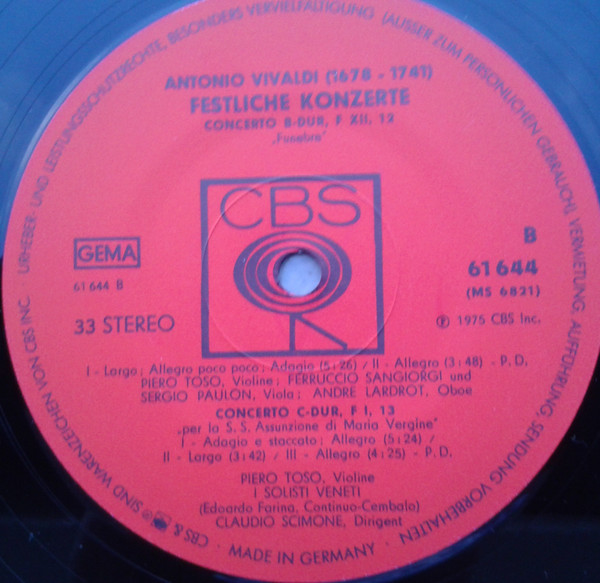 URHEBER- UND LEISTUNGSSCHUTZRECHTE, BESONDERS VERVIELFÄLTIGUNG (AUSSER ZUM PERSÖNLICHEN GEBRAUCH), VERMIETUNG, AUFFÜHRUNG, SENDUNG VORBEHALTEN
ANTONIO VIVALDI (1678 - 1741)
FESTLICHE KONZERTE
CONCERTO B-DUR, F XII, 12
„Funebre"
CBS
GEMA
61 644 B
33 STEREO
B
61 644
(MS 6821)
℗ 1975 CBS Inc.
I - Largo; Allegro poco poco; Adagio (5:26) / II - Allegro (3:48) - P. D.
PIERO TOSO, Violine; FERRUCCIO SANGIORGI und
SERGIO PAULON, Viola; ANDRE LARDROT, Oboe
CONCERTO C-DUR, F I, 13
„per la S. S. Assunzione di Maria Vergine"
I - Adagio e staccato; Allegro (5:24) /
II - Largo (3:42) / III - Allegro (4:25) - P. D.
PIERO TOSO, Violine
I SOLISTI VENETI
(Edoardo Farina, Continuo-Cembalo)
CLAUDIO SCIMONE, Dirigent
CBS & SIND WARENZEICHEN VON CBS INC.
· MADE IN GERMANY ·